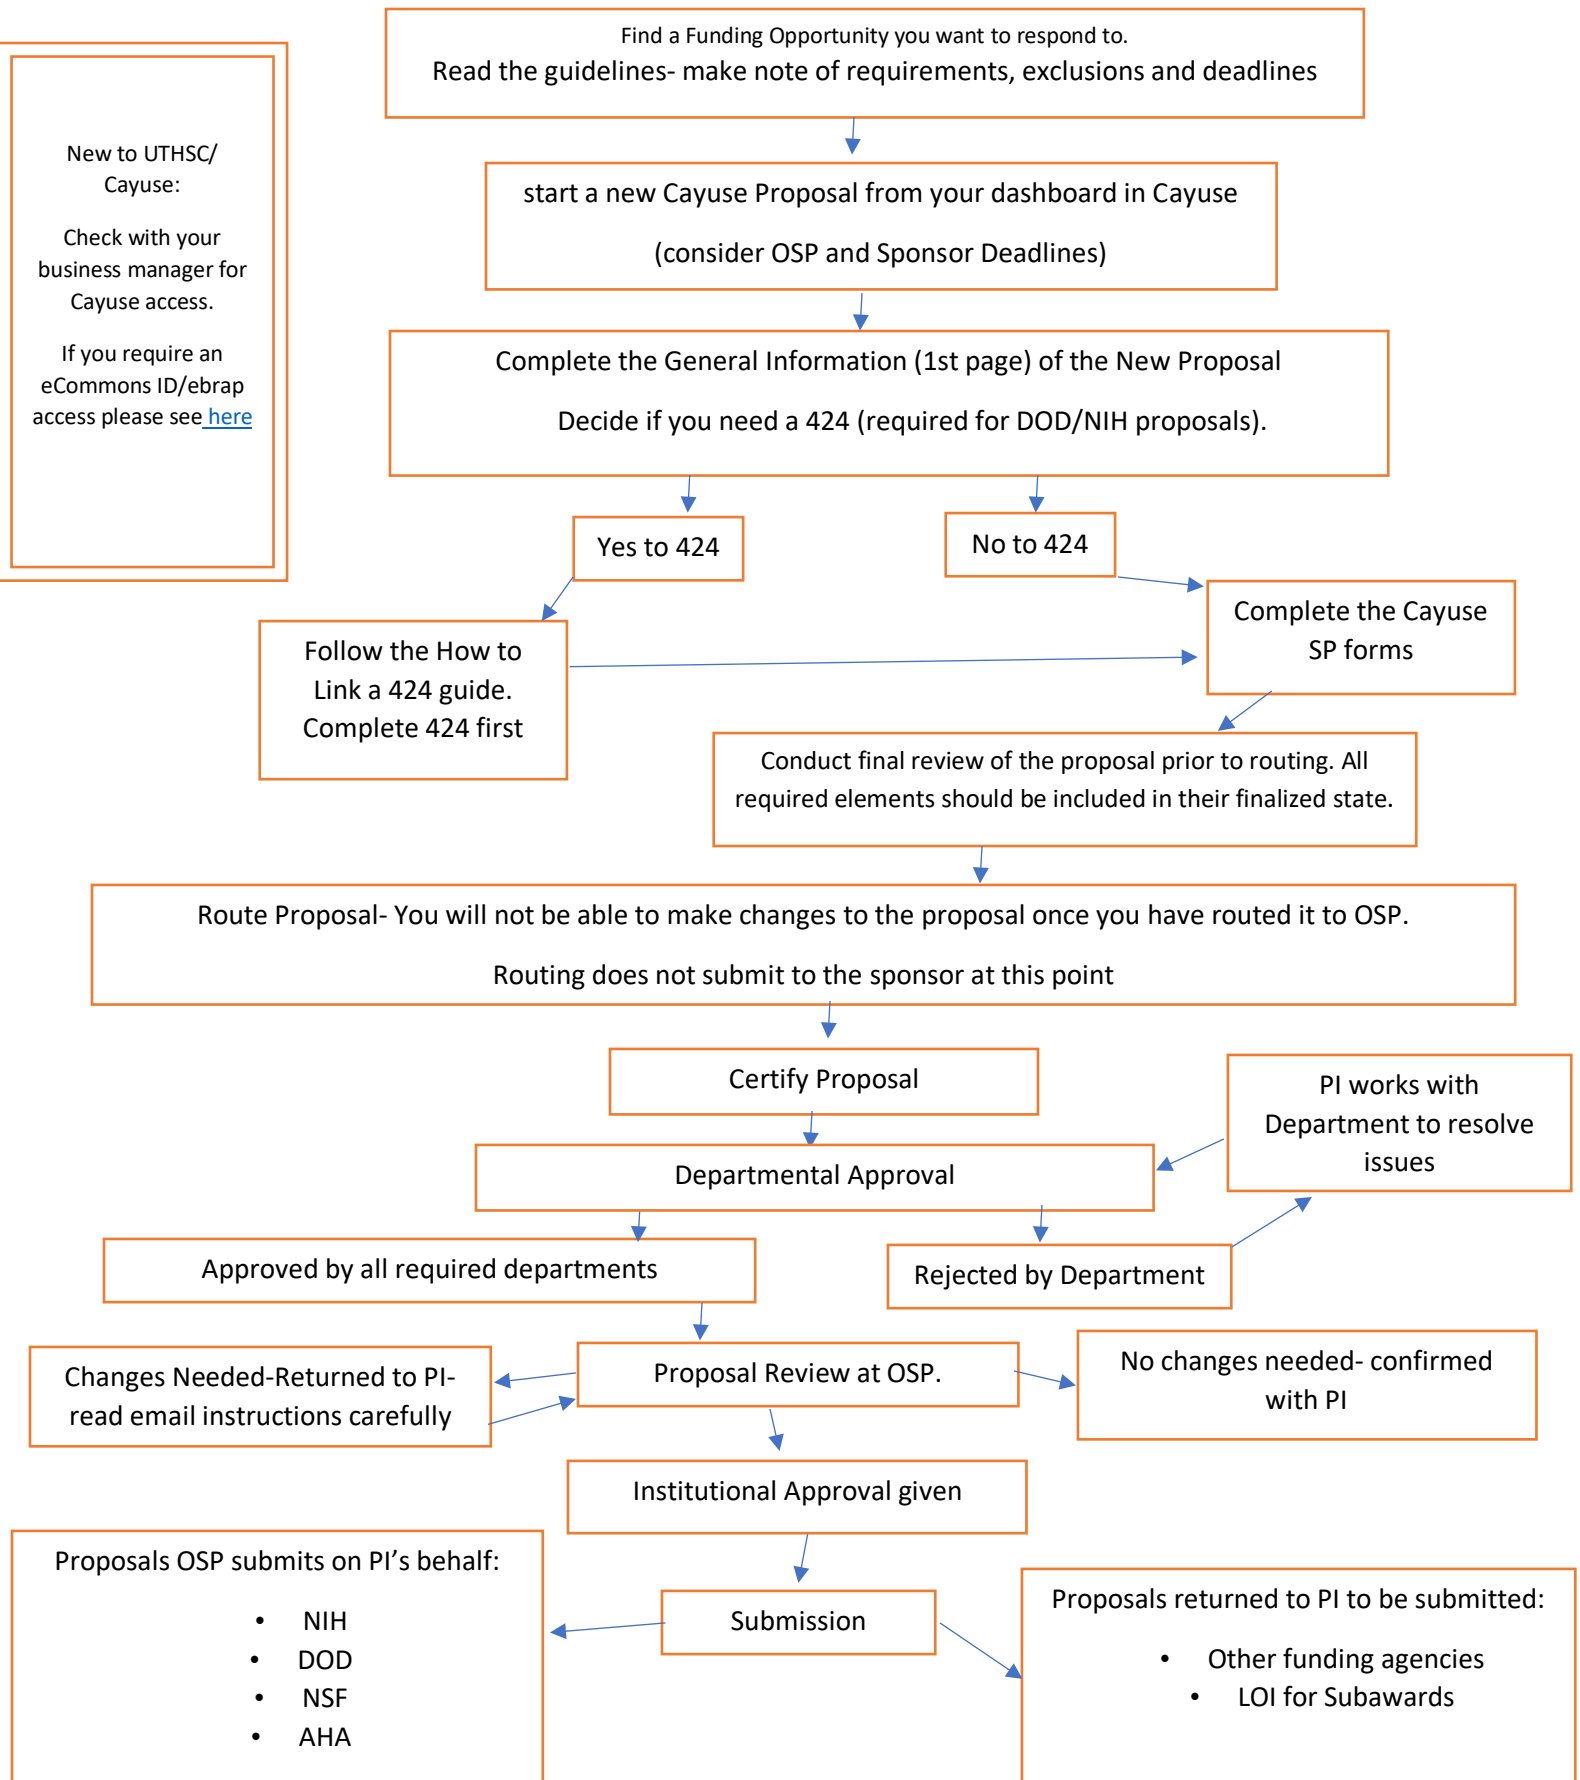 Find a Funding Opportunity you want to respond to.
Read the guidelines- make note of requirements, exclusions and deadlines
New to UTHSC/
Cayuse:
Check with your
business manager for
Cayuse access.
If you require an
eCommons ID/ebrap
access please see here
start a new Cayuse Proposal from your dashboard in Cayuse
(consider OSP and Sponsor Deadlines)
Complete the General Information (1st page) of the New Proposal
Decide if you need a 424 (required for DOD/NIH proposals).
Yes to 424
No to 424
Follow the How to
Link a 424 guide.
Complete 424 first
Complete the Cayuse
SP forms
Conduct final review of the proposal prior to routing. All
required elements should be included in their finalized state.
Route Proposal- You will not be able to make changes to the proposal once you have routed it to OSP.
Routing does not submit to the sponsor at this point
Certify Proposal
PI works with
Department to resolve
issues
Departmental Approval
Approved by all required departments
Rejected by Department
Changes Needed-Returned to PI-
read email instructions carefully
Proposal Review at OSP.
No changes needed- confirmed
with PI
Institutional Approval given
Proposals OSP submits on PI’s behalf:
• NIH
• DOD
• NSF
• AHA
Submission
Proposals returned to PI to be submitted:
• Other funding agencies
• LOI for Subawards